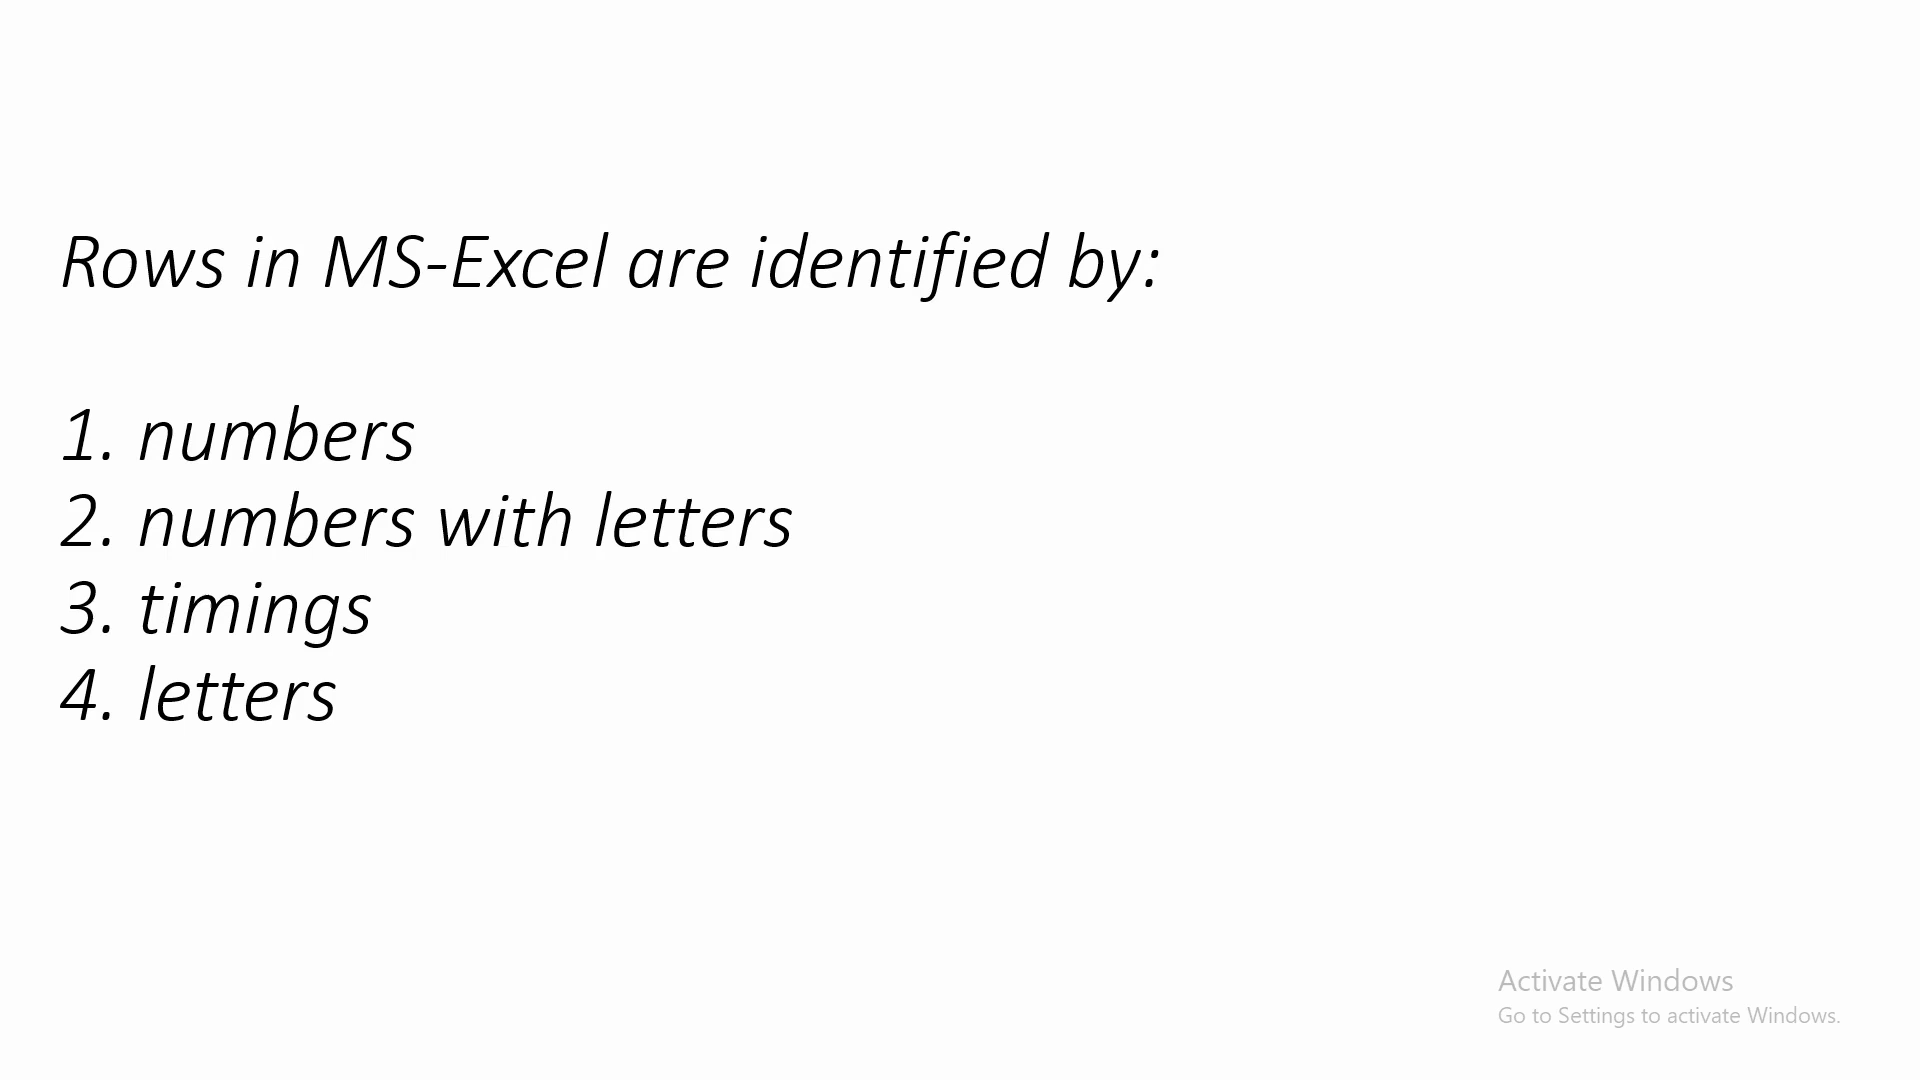 Rows in MS-Excel are identified by:
1. numbers
2. numbers with letters
3. timings
4. letters
Activate Windows
Go to Settings to activate Windows.